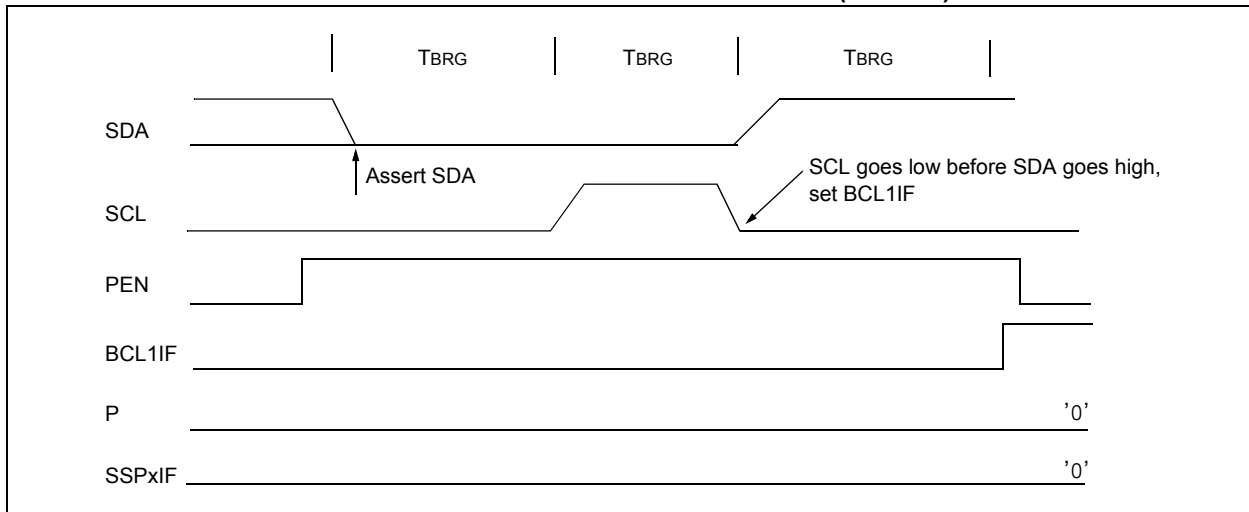 TBRG TBRG TBRG
SDA
Assert SDA
SCL goes low before SDA goes high,
set BCL1IF
SCL
PEN
BCL1IF
P '0'
SSPxIF '0'